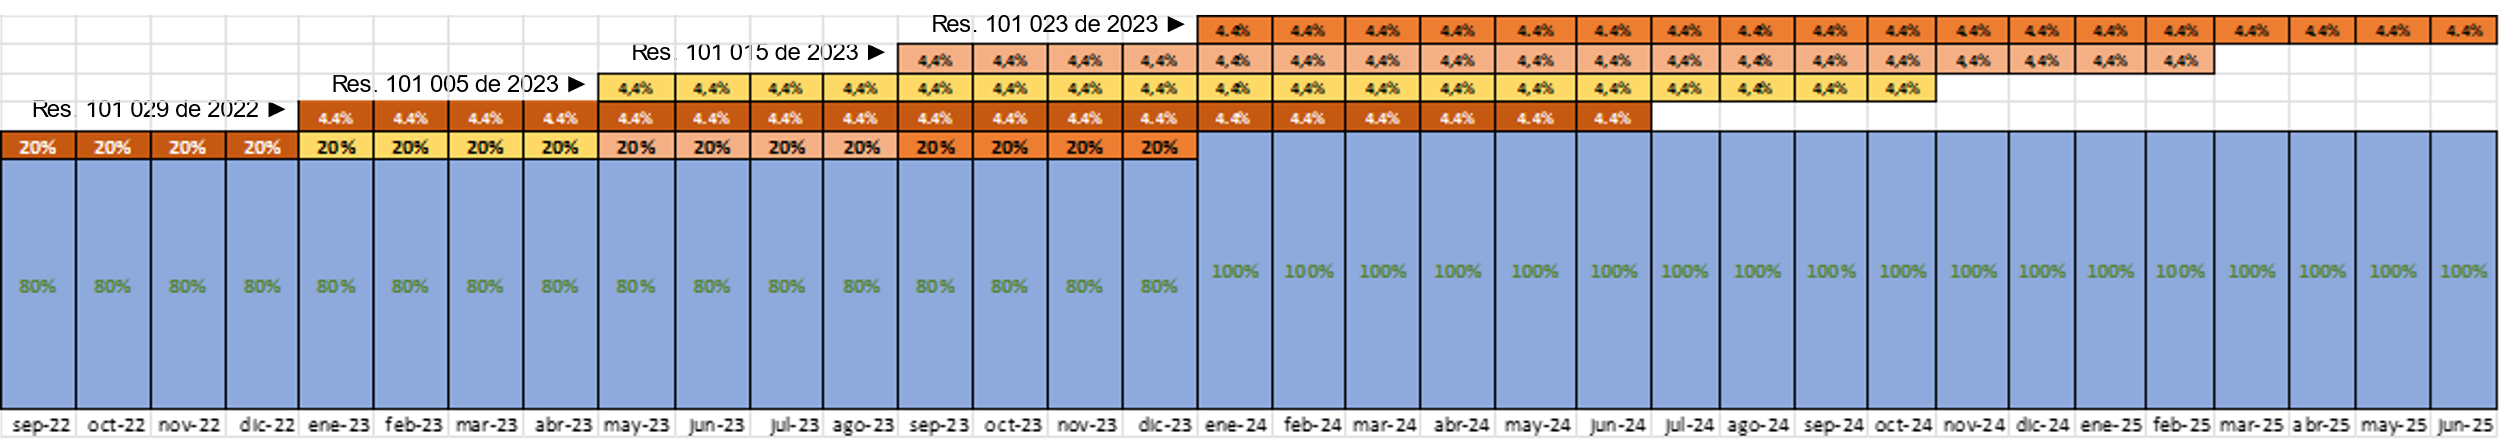 Res. 101 023 de 2023 ► 4.4% 4.4% 4.4% 4.4% 4.4% 4.4% 4.4% 4.4% 4.4% 4.4% 4.4% 4.4% 4.4% 4.4% 4.4% 4.4% 4.4% 4.4%
Res. 101 015 de 2023 ► 4,4% 4,4% 4,4% 4,4% 4,4% 4,4% 4,4% 4,4% 4,4% 4,4% 4,4% 4,4% 4,4% 4,4% 4,4% 4,4% 4,4% 4,4%
Res. 101 005 de 2023 ► 4,4% 4,4% 4,4% 4,4% 4,4% 4,4% 4,4% 4,4% 4,4% 4,4% 4,4% 4,4% 4,4% 4,4% 4,4% 4,4% 4,4% 4,4%
Res. 101 029 de 2022 ► 4.4% 4.4% 4.4% 4.4% 4.4% 4.4% 4.4% 4.4% 4.4% 4.4% 4.4% 4.4% 4.4% 4.4% 4.4% 4.4% 4.4% 4.4%
20% 20% 20% 20% 20% 20% 20% 20% 20% 20% 20% 20% 20% 20% 20% 20%
80% 80% 80% 80% 80% 80% 80% 80% 80% 80% 80% 80% 80% 80% 80% 80% 100% 100% 100% 100% 100% 100% 100% 100% 100% 100% 100% 100% 100% 100% 100% 100% 100% 100%
sep-22 oct-22 nov-22 dic-22 ene-23 feb-23 mar-23 abr-23 may-23 jun-23 jul-23 ago-23 sep-23 oct-23 nov-23 dic-23 ene-24 feb-24 mar-24 abr-24 may-24 jun-24 jul-24 ago-24 sep-24 oct-24 nov-24 dic-24 ene-25 feb-25 mar-25 abr-25 may-25 jun-25